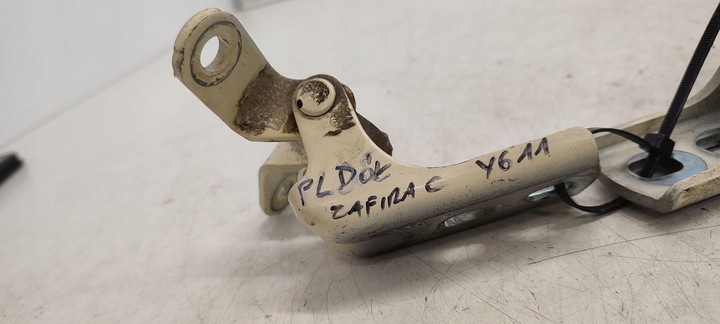 PL DÓŁ Y611
ZAFIRA C